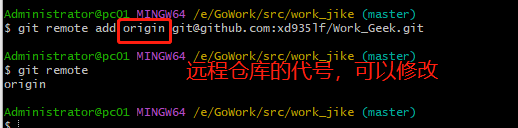 Administrator@pc01 MINGW64 /e/GoWork/src/work_jike (master)
$ git remote add origin git@github.com:xd935lf/Work_Geek.git
Administrator@pc01 MINGW64 /e/GoWork/src/work_jike (master)
$ git remote
origin
远程仓库的代号，可以修改
Administrator@pc01 MINGW64 /e/GoWork/src/work_jike (master)
$